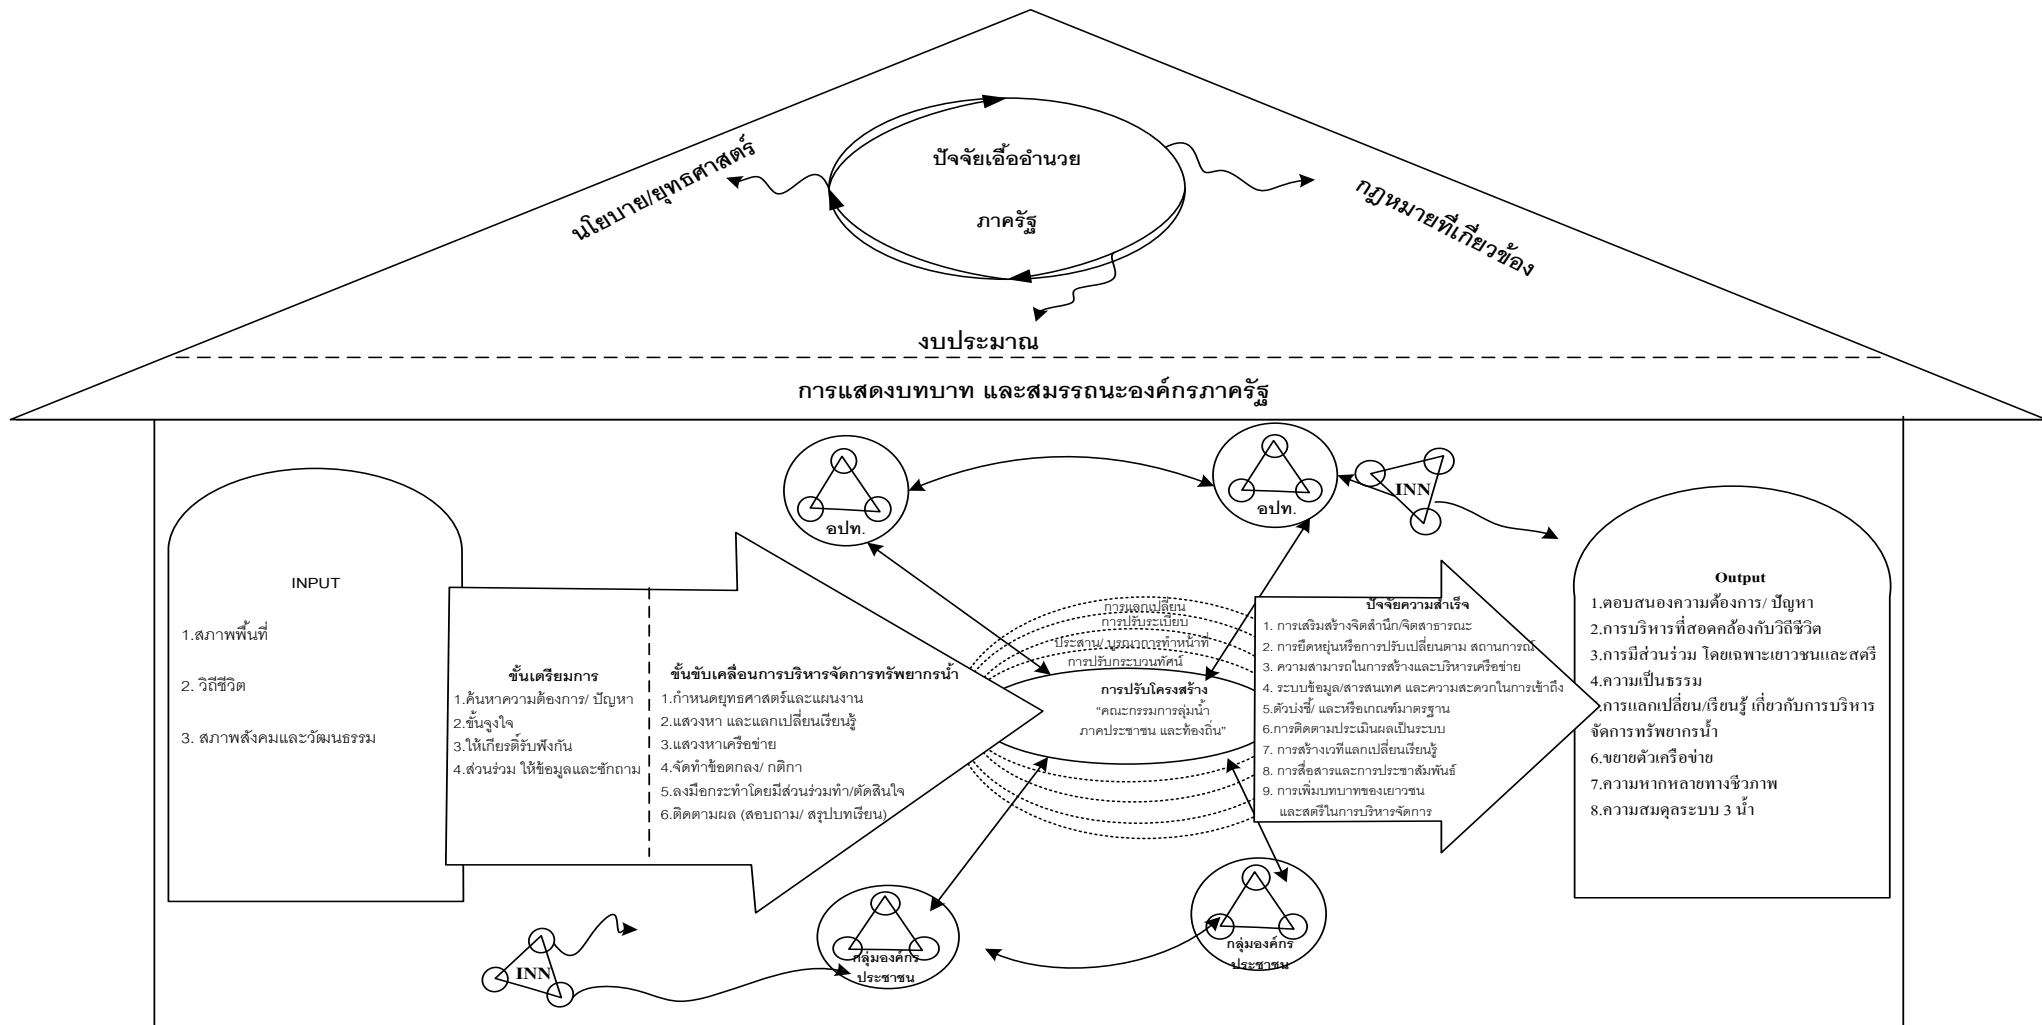 นโยบาย/ยุทธศาสตร์
ปัจจัยเอื้ออำนวย
ภาครัฐ
กฎหมายที่เกี่ยวข้อง
งบประมาณ
การแสดงบทบาท และสมรรถนะองค์กรภาครัฐ
อปท.
อปท.
INN
INPUT
1.สภาพพื้นที่
2. วิถีชีวิต
3. สภาพสังคมและวัฒนธรรม
ขั้นเตรียมการ
1.ค้นหาความต้องการ/ ปัญหา
2.ขั้นจูงใจ
3.ให้เกียรติ์รับฟังกัน
4.ส่วนร่วม ให้ข้อมูลและซักถาม
ขั้นขับเคลื่อนการบริหารจัดการทรัพยากรน้ำ
1.กำหนดยุทธศาสตร์และแผนงาน
2.แสวงหา และแลกเปลี่ยนเรียนรู้
3.แสวงหาเครือข่าย
4.จัดทำข้อตกลง/ กติกา
5.ลงมือกระทำโดยมีส่วนร่วมทำ/ตัดสินใจ
6.ติดตามผล (สอบถาม/ สรุปบทเรียน)
การแลกเปลี่ยน
การปรับระเบียบ
ประสาน/ บูรณาการทำหน้าที่
การปรับกระบวนทัศน์
การปรับโครงสร้าง
“คณะกรรมการลุ่มน้ำ
ภาคประชาชน และท้องถิ่น”
ปัจจัยความสำเร็จ
1. การเสริมสร้างจิตสำนึก/จิตสาธารณะ
2. การยืดหยุ่นหรือการปรับเปลี่ยนตาม สถานการณ์
3. ความสามารถในการสร้างและบริหารเครือข่าย
4. ระบบข้อมูล/สารสนเทศ และความสะดวกในการเข้าถึง
5.ตัวบ่งชี้/ และหรือเกณฑ์มาตรฐาน
6.การติดตามประเมินผลเป็นระบบ
7. การสร้างเวทีแลกเปลี่ยนเรียนรู้
8. การสื่อสารและการประชาสัมพันธ์
9. การเพิ่มบทบาทของเยาวชน
และสตรีในการบริหารจัดการ
Output
1.ตอบสนองความต้องการ/ ปัญหา
2.การบริหารที่สอดคล้องกับวิถีชีวิต
3.การมีส่วนร่วม โดยเฉพาะเยาวชนและสตรี
4.ความเป็นธรรม
5.การแลกเปลี่ยน/เรียนรู้ เกี่ยวกับการบริหาร
จัดการทรัพยากรน้ำ
6.ขยายตัวเครือข่าย
7.ความหากหลายทางชีวภาพ
8.ความสมดุลระบบ 3 น้ำ
INN
กลุ่มองค์กร
ประชาชน
กลุ่มองค์กร
ประชาชน